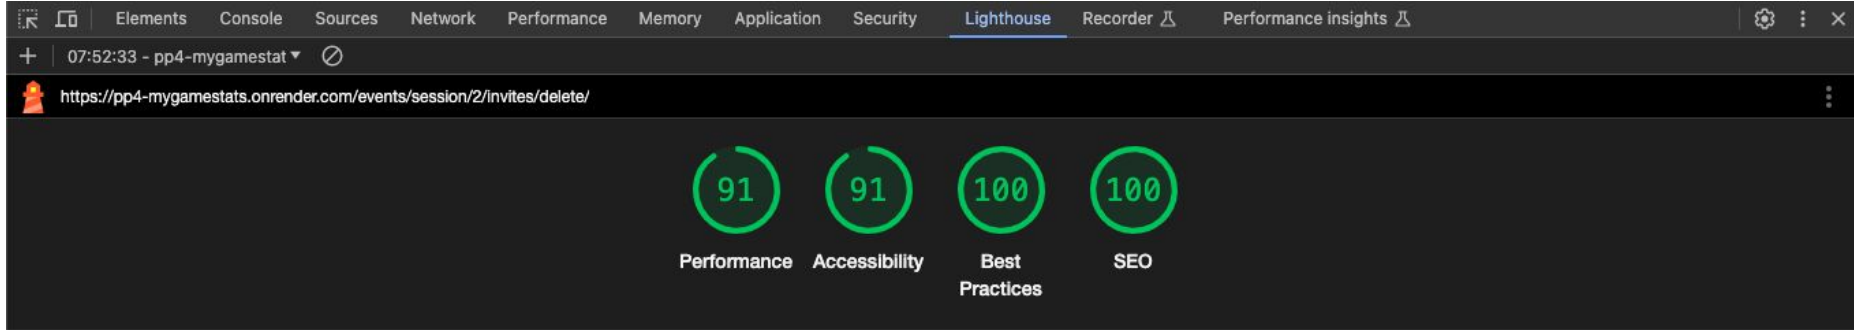 Elements Console Sources Network Performance Memory Application Security Lighthouse Recorder Performance insights
07:52:33 - pp4-mygamestat
https://pp4-mygamestats.onrender.com/events/session/2/invites/delete/
91 91 100 100
Performance Accessibility Best Practices SEO